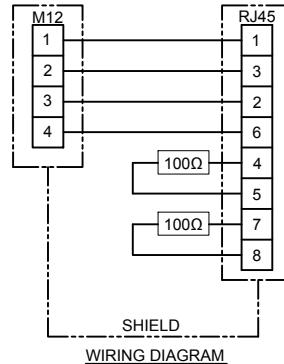 M12 RJ45
1 1
2 3
3 2
4 6
100Ω 4
5
100Ω 7
8
SHIELD
WIRING DIAGRAM